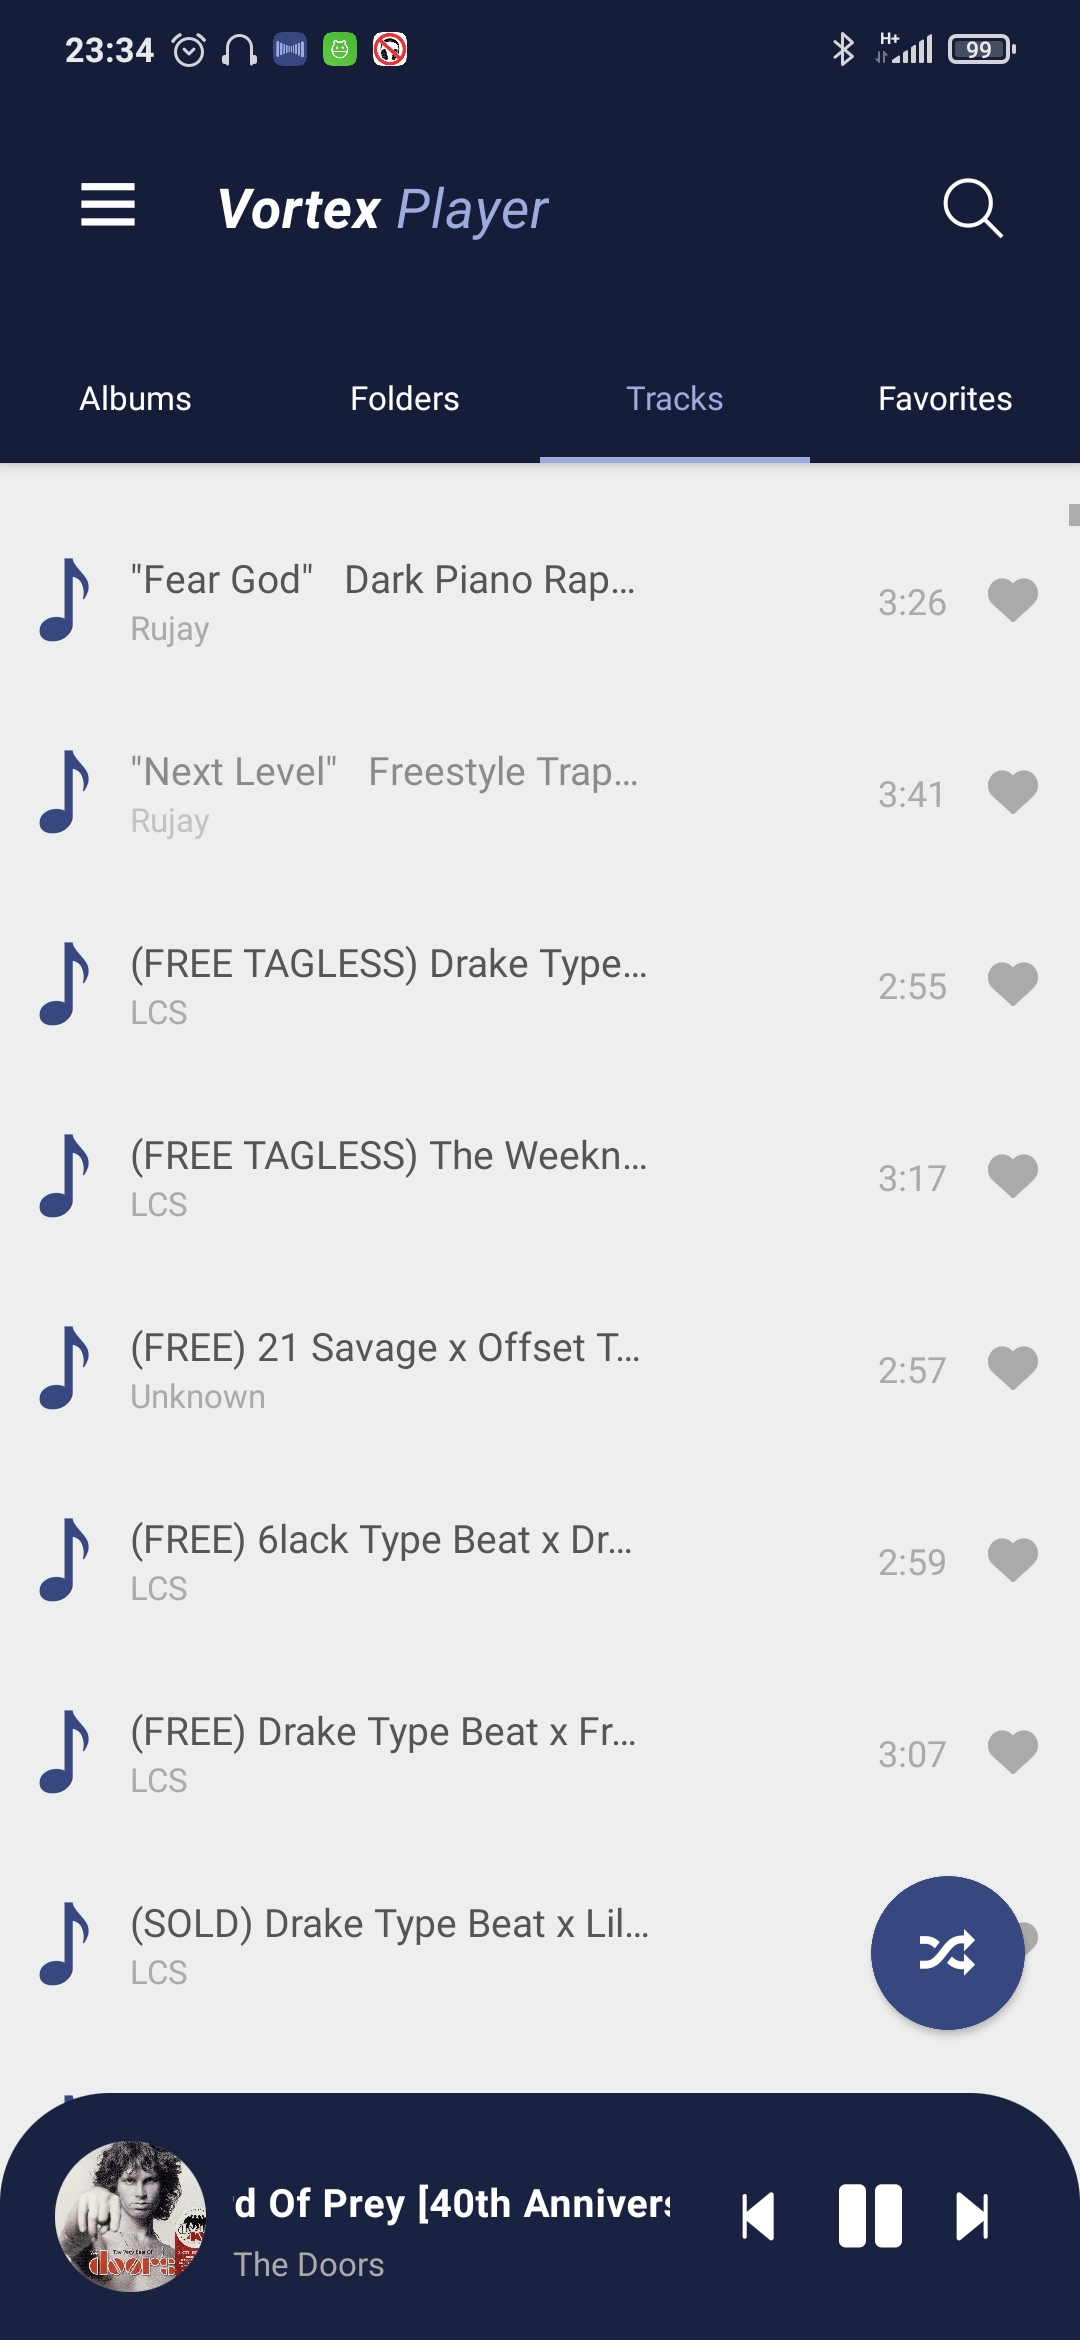 23:34 H+ 99
Vortex Player
Albums Folders Tracks Favorites
"Fear God"   Dark Piano Rap...
3:26
Rujay
"Next Level"   Freestyle Trap...
3:41
Rujay
(FREE TAGLESS) Drake Type...
2:55
LCS
(FREE TAGLESS) The Weekn...
3:17
LCS
(FREE) 21 Savage x Offset T...
2:57
Unknown
(FREE) 6lack Type Beat x Dr...
2:59
LCS
(FREE) Drake Type Beat x Fr...
3:07
LCS
(SOLD) Drake Type Beat x Lil...
LCS
d Of Prey [40th Annivers
The Doors
doors